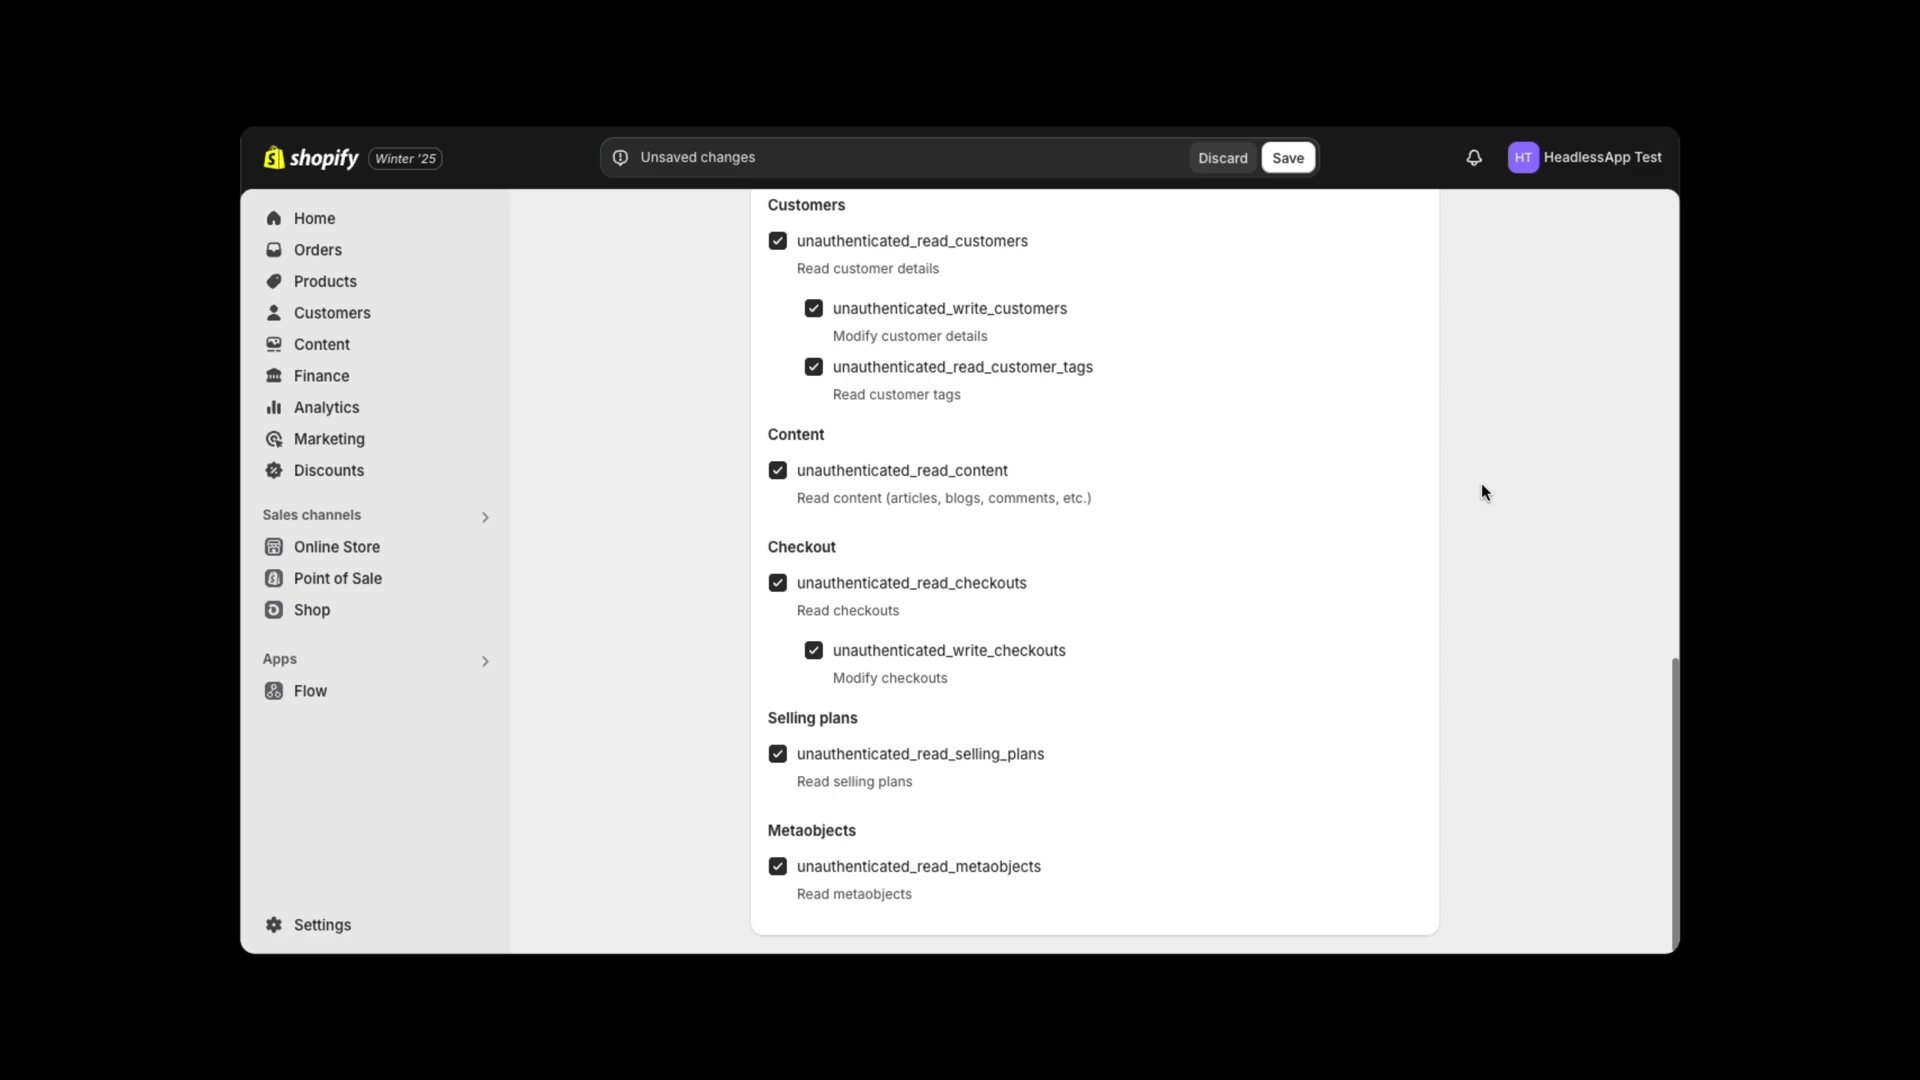 shopify Winter '25
Unsaved changes
Discard
Save
HT HeadlessApp Test
Home
Orders
Products
Customers
Content
Finance
Analytics
Marketing
Discounts
Sales channels
Online Store
Point of Sale
Shop
Apps
Flow
Settings
Customers
unauthenticated_read_customers
Read customer details
unauthenticated_write_customers
Modify customer details
unauthenticated_read_customer_tags
Read customer tags
Content
unauthenticated_read_content
Read content (articles, blogs, comments, etc.)
Checkout
unauthenticated_read_checkouts
Read checkouts
unauthenticated_write_checkouts
Modify checkouts
Selling plans
unauthenticated_read_selling_plans
Read selling plans
Metaobjects
unauthenticated_read_metaobjects
Read metaobjects